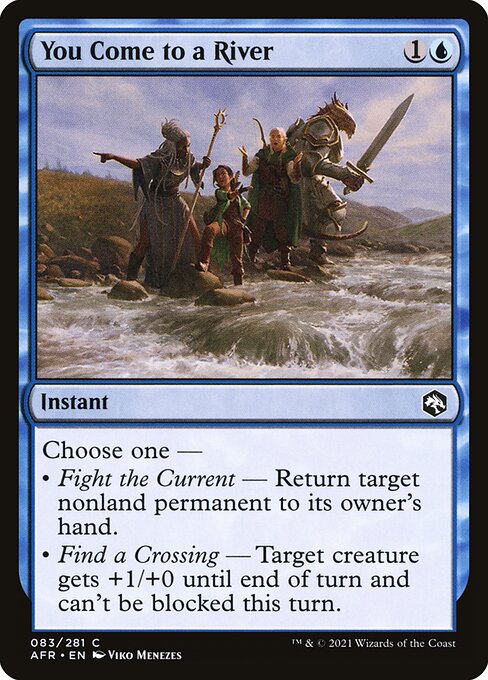 You Come to a River 1
Instant
Choose one —
• Fight the Current — Return target
nonland permanent to its owner's
hand.
• Find a Crossing — Target creature
gets +1/+0 until end of turn and
can't be blocked this turn.
083/281 C
AFR • EN Viko Menezes
™ & © 2021 Wizards of the Coast